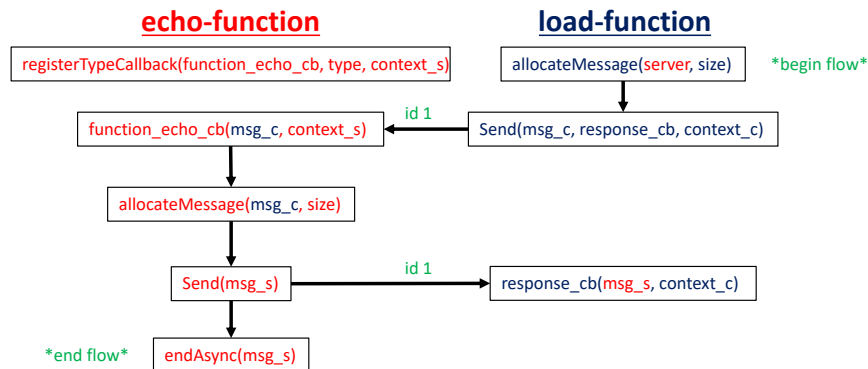 echo-function
load-function
registerTypeCallback(function_echo_cb, type, context_s)
allocateMessage(server, size)
*begin flow*
function_echo_cb(msg_c, context_s)
id 1
Send(msg_c, response_cb, context_c)
allocateMessage(msg_c, size)
Send(msg_s)
id 1
response_cb(msg_s, context_c)
*end flow*
endAsync(msg_s)